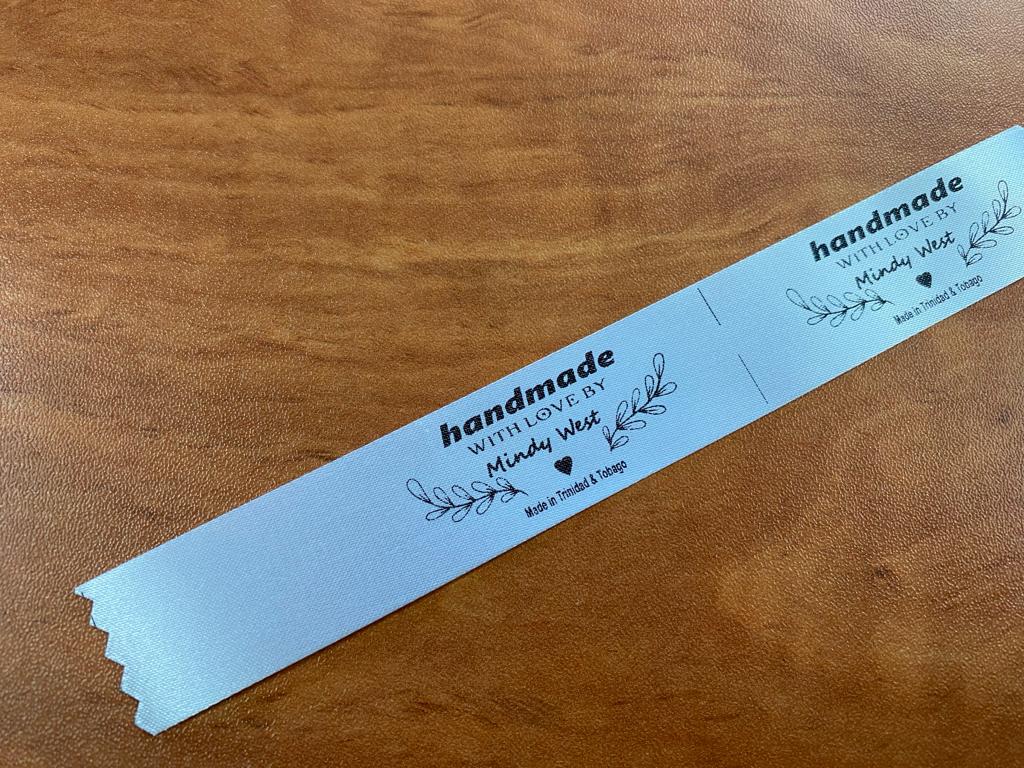 handmade
WITH LOVE BY
Mindy West
Made in Trinidad & Tobago
handmade
WITH LOVE BY
Mindy West
Made in Trinidad & Tobago